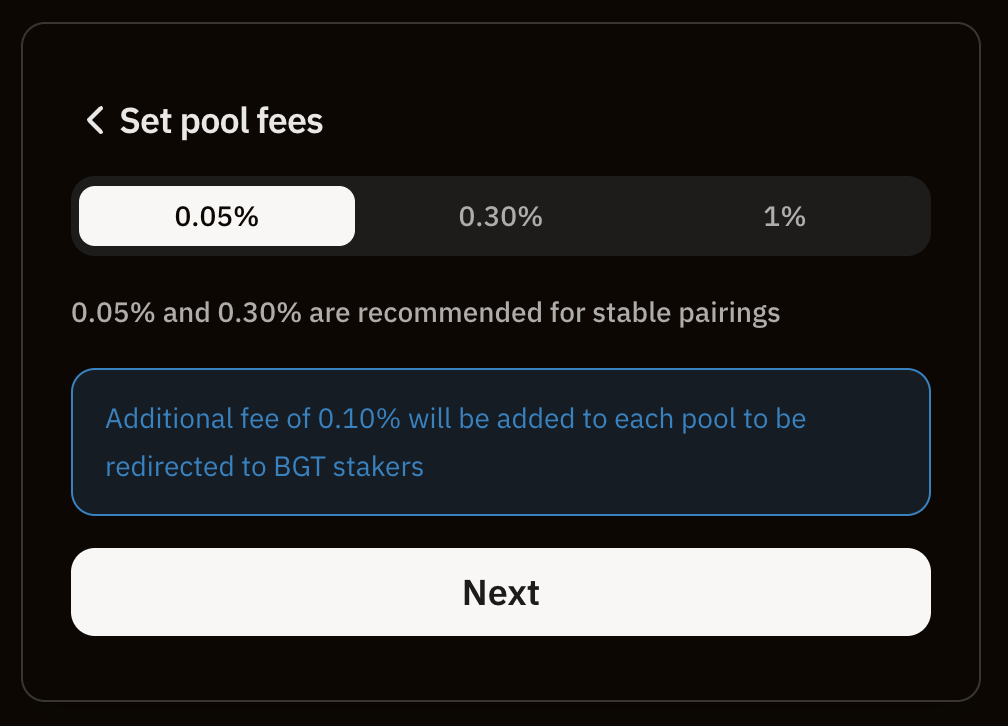 Set pool fees
0.05% 0.30% 1%
0.05% and 0.30% are recommended for stable pairings
Additional fee of 0.10% will be added to each pool to be
redirected to BGT stakers
Next